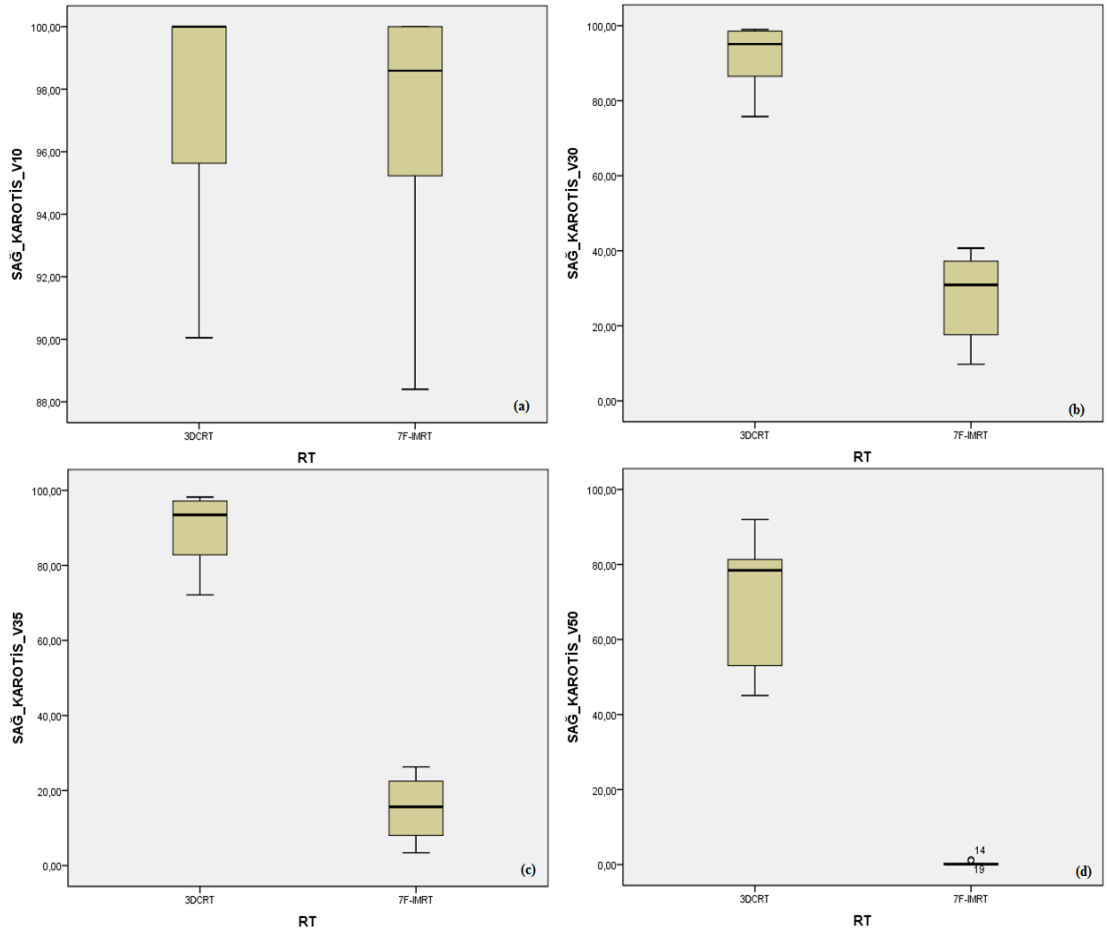 SAĞ_KAROTİS_V10
100,00
98,00
96,00
94,00
92,00
90,00
88,00
3DCRT
7F-IMRT
RT
(a)
SAĞ_KAROTİS_V30
100,00
80,00
60,00
40,00
20,00
0,00
3DCRT
7F-IMRT
RT
(b)
SAĞ_KAROTİS_V35
100,00
80,00
60,00
40,00
20,00
0,00
3DCRT
7F-IMRT
RT
(c)
SAĞ_KAROTİS_V50
100,00
80,00
60,00
40,00
20,00
0,00
14
19
3DCRT
7F-IMRT
RT
(d)